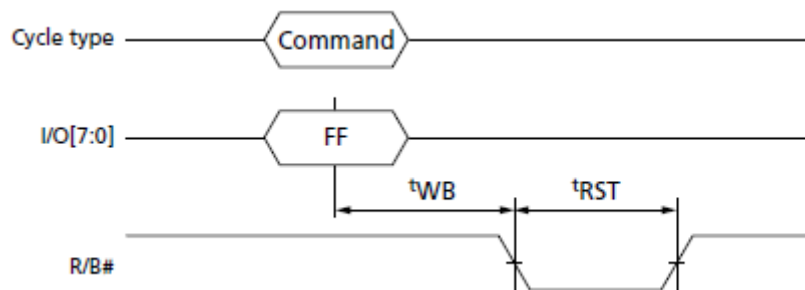 Cycle type
Command
I/O[7:0]
FF
tWB
tRST
R/B#